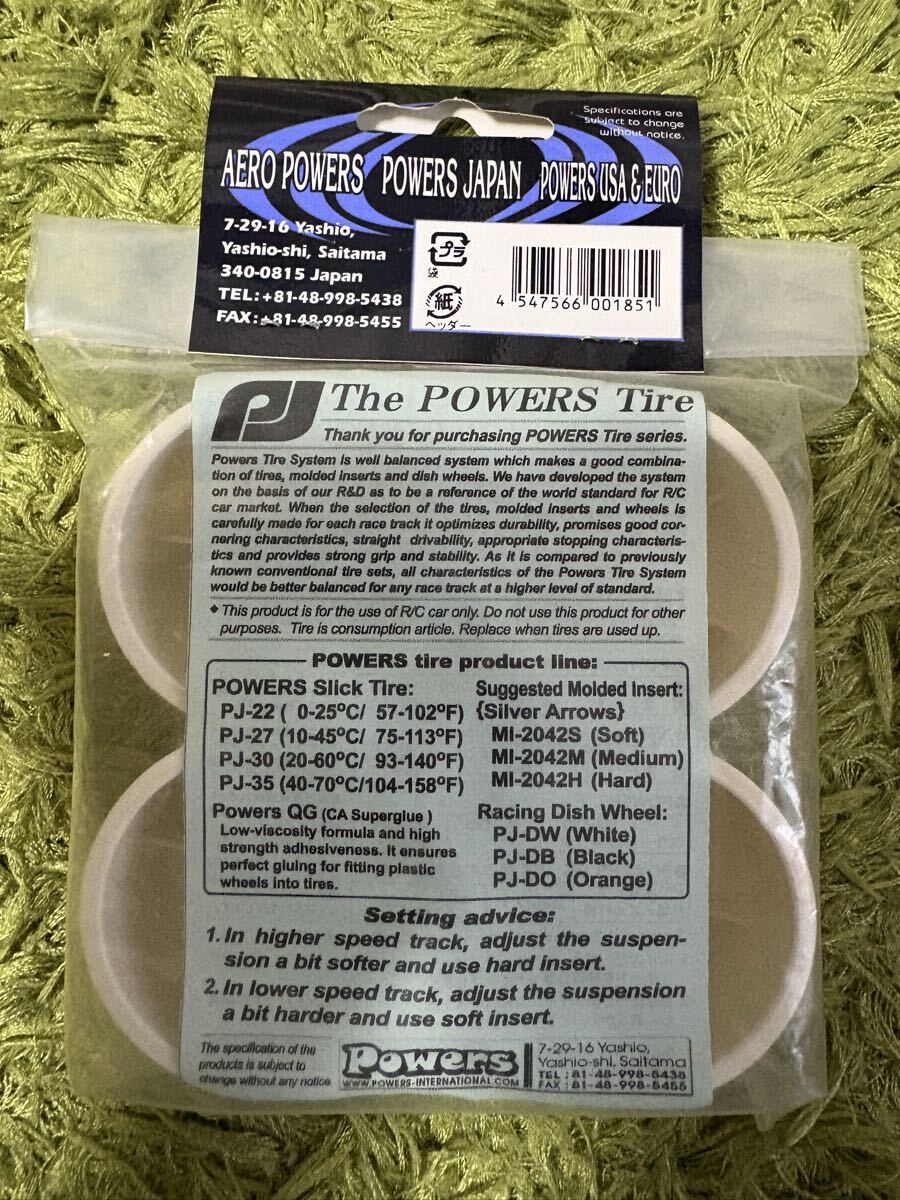 Specifications are
subject to change
without notice.
AERO POWERS POWERS JAPAN POWERS USA & EURO
7-29-16 Yashio,
Yashio-shi, Saitama
340-0815 Japan
TEL:+81-48-998-5438
FAX:+81-48-998-5455
プラ
袋
紙
ヘッダー
4 547566 001851
PJ The POWERS Tire
Thank you for purchasing POWERS Tire series.
Powers Tire System is well balanced system which makes a good combina-
tion of tires, molded inserts and dish wheels. We have developed the system
on the basis of our R&D as to be a reference of the world standard for R/C
car market. When the selection of the tires, molded inserts and wheels is
carefully made for each race track it optimizes durability, promises good cor-
nering characteristics, straight drivability, appropriate stopping characteris-
tics and provides strong grip and stability. As it is compared to previously
known conventional tire sets, all characteristics of the Powers Tire System
would be better balanced for any race track at a higher level of standard.
◆ This product is for the use of R/C car only. Do not use this product for other
purposes. Tire is consumption article. Replace when tires are used up.
POWERS tire product line:
POWERS Slick Tire:
PJ-22 ( 0-25ºC/ 57-102ºF)
PJ-27 (10-45ºC/ 75-113ºF)
PJ-30 (20-60ºC/ 93-140ºF)
PJ-35 (40-70ºC/104-158ºF)
Powers QG (CA Superglue )
Low-viscosity formula and high
strength adhesiveness. It ensures
perfect gluing for fitting plastic
wheels into tires.
Suggested Molded Insert:
{Silver Arrows}
MI-2042S (Soft)
MI-2042M (Medium)
MI-2042H (Hard)
Racing Dish Wheel:
PJ-DW (White)
PJ-DB (Black)
PJ-DO (Orange)
Setting advice:
1. In higher speed track, adjust the suspen-
sion a bit softer and use hard insert.
2. In lower speed track, adjust the suspension
a bit harder and use soft insert.
The specification of the
products is subject to
change without any notice
Powers
WWW.POWERS-INTERNATIONAL.COM
7-29-16 Yashio,
Yashio-shi, Saitama
TEL : 81-48-998-5438
FAX : 81-48-998-5455